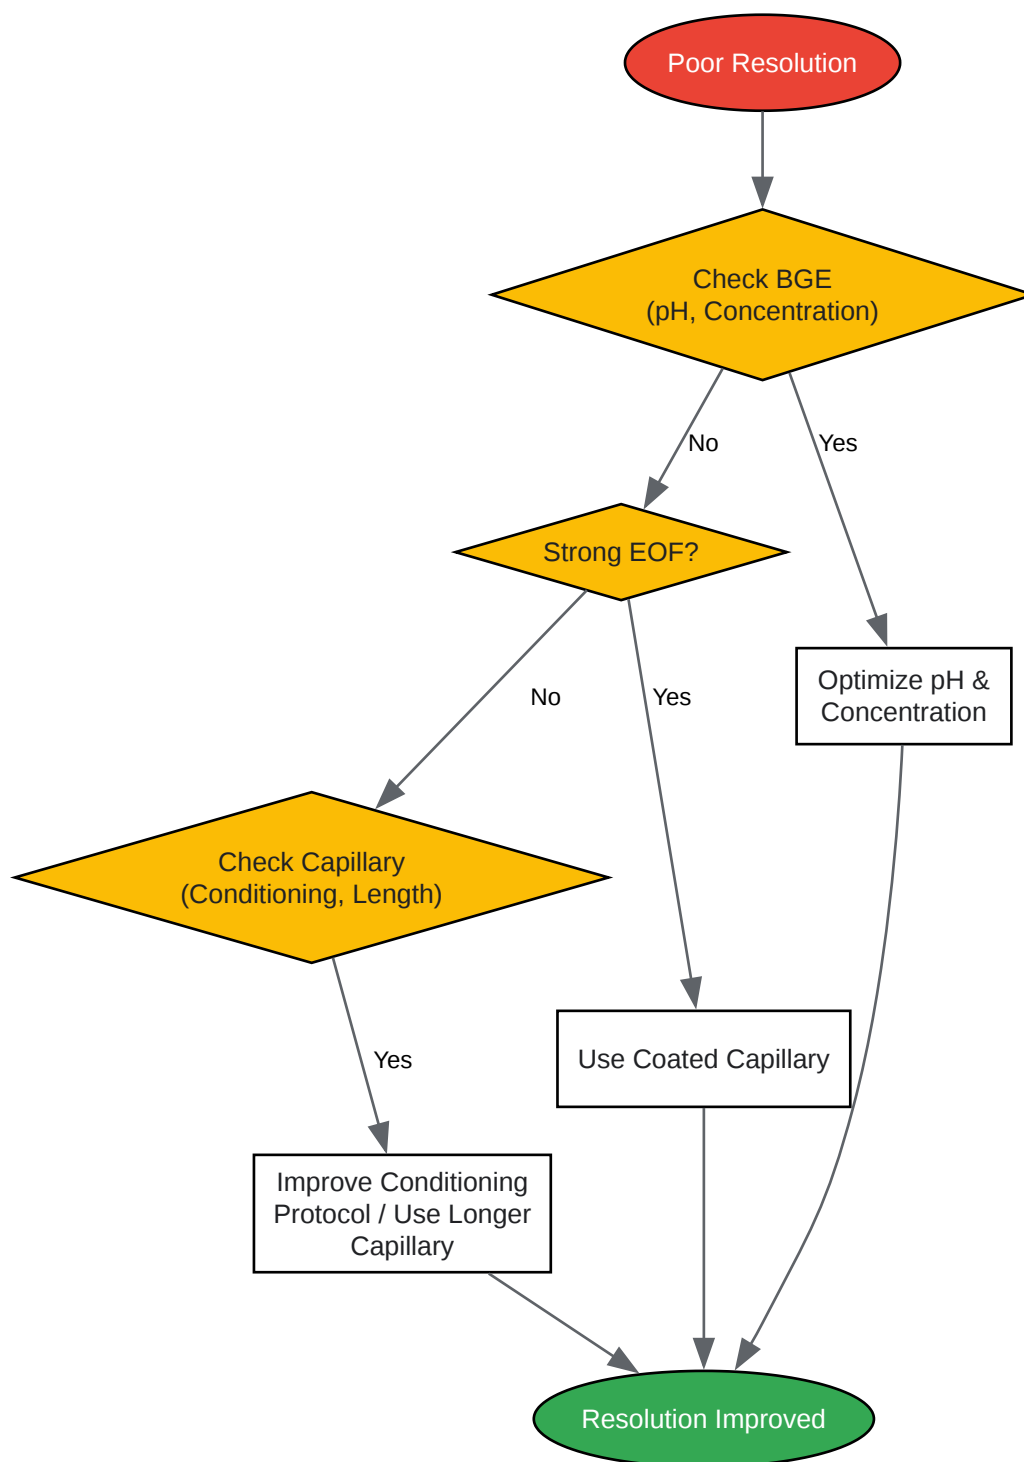 Poor Resolution
Check BGE
(pH, Concentration)
No
Yes
Strong EOF?
No
Yes
Optimize pH &
Concentration
Check Capillary
(Conditioning, Length)
Yes
Use Coated Capillary
Improve Conditioning
Protocol / Use Longer
Capillary
Resolution Improved